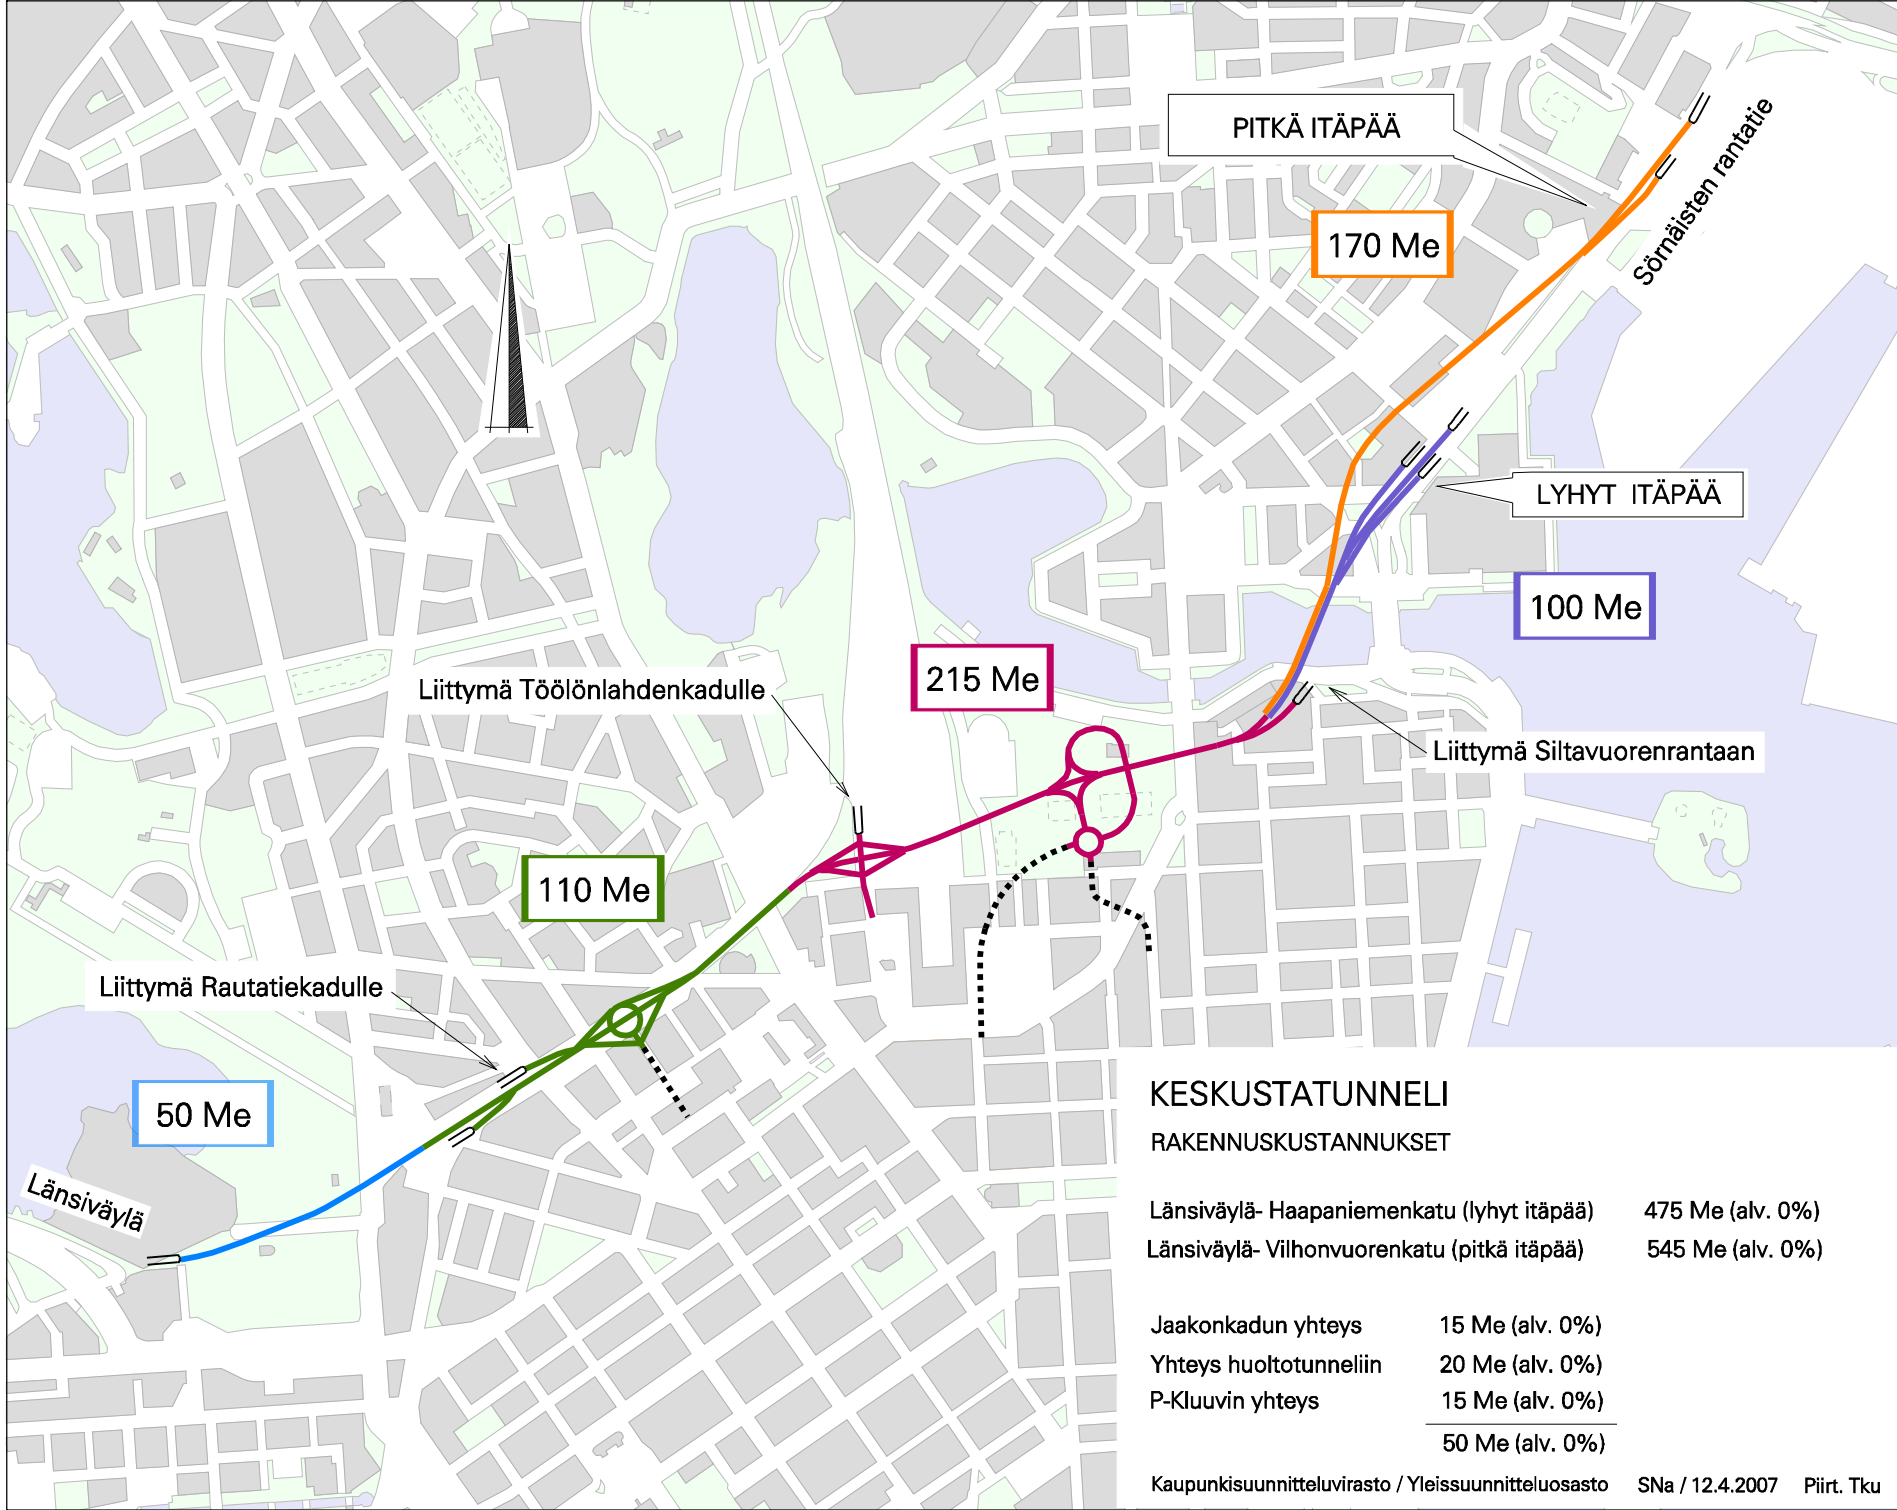 PITKÄ ITÄPÄÄ
Sörnäisten rantatie
170 Me
LYHYT ITÄPÄÄ
100 Me
215 Me
Liittymä Töölönlahdenkadulle
Liittymä Siltavuorenrantaan
110 Me
Liittymä Rautatiekadulle
50 Me
Länsiväylä
KESKUSTATUNNELI
RAKENNUSKUSTANNUKSET
Länsiväylä- Haapaniemenkatu (lyhyt itäpää) 475 Me (alv. 0%)
Länsiväylä- Vilhonvuorenkatu (pitkä itäpää) 545 Me (alv. 0%)
Jaakonkadun yhteys 15 Me (alv. 0%)
Yhteys huoltotunneliin 20 Me (alv. 0%)
P-Kluuvin yhteys 15 Me (alv. 0%)
50 Me (alv. 0%)
Kaupunkisuunnitteluvirasto / Yleissuunnitteluosasto SNa / 12.4.2007 Piirt. Tku